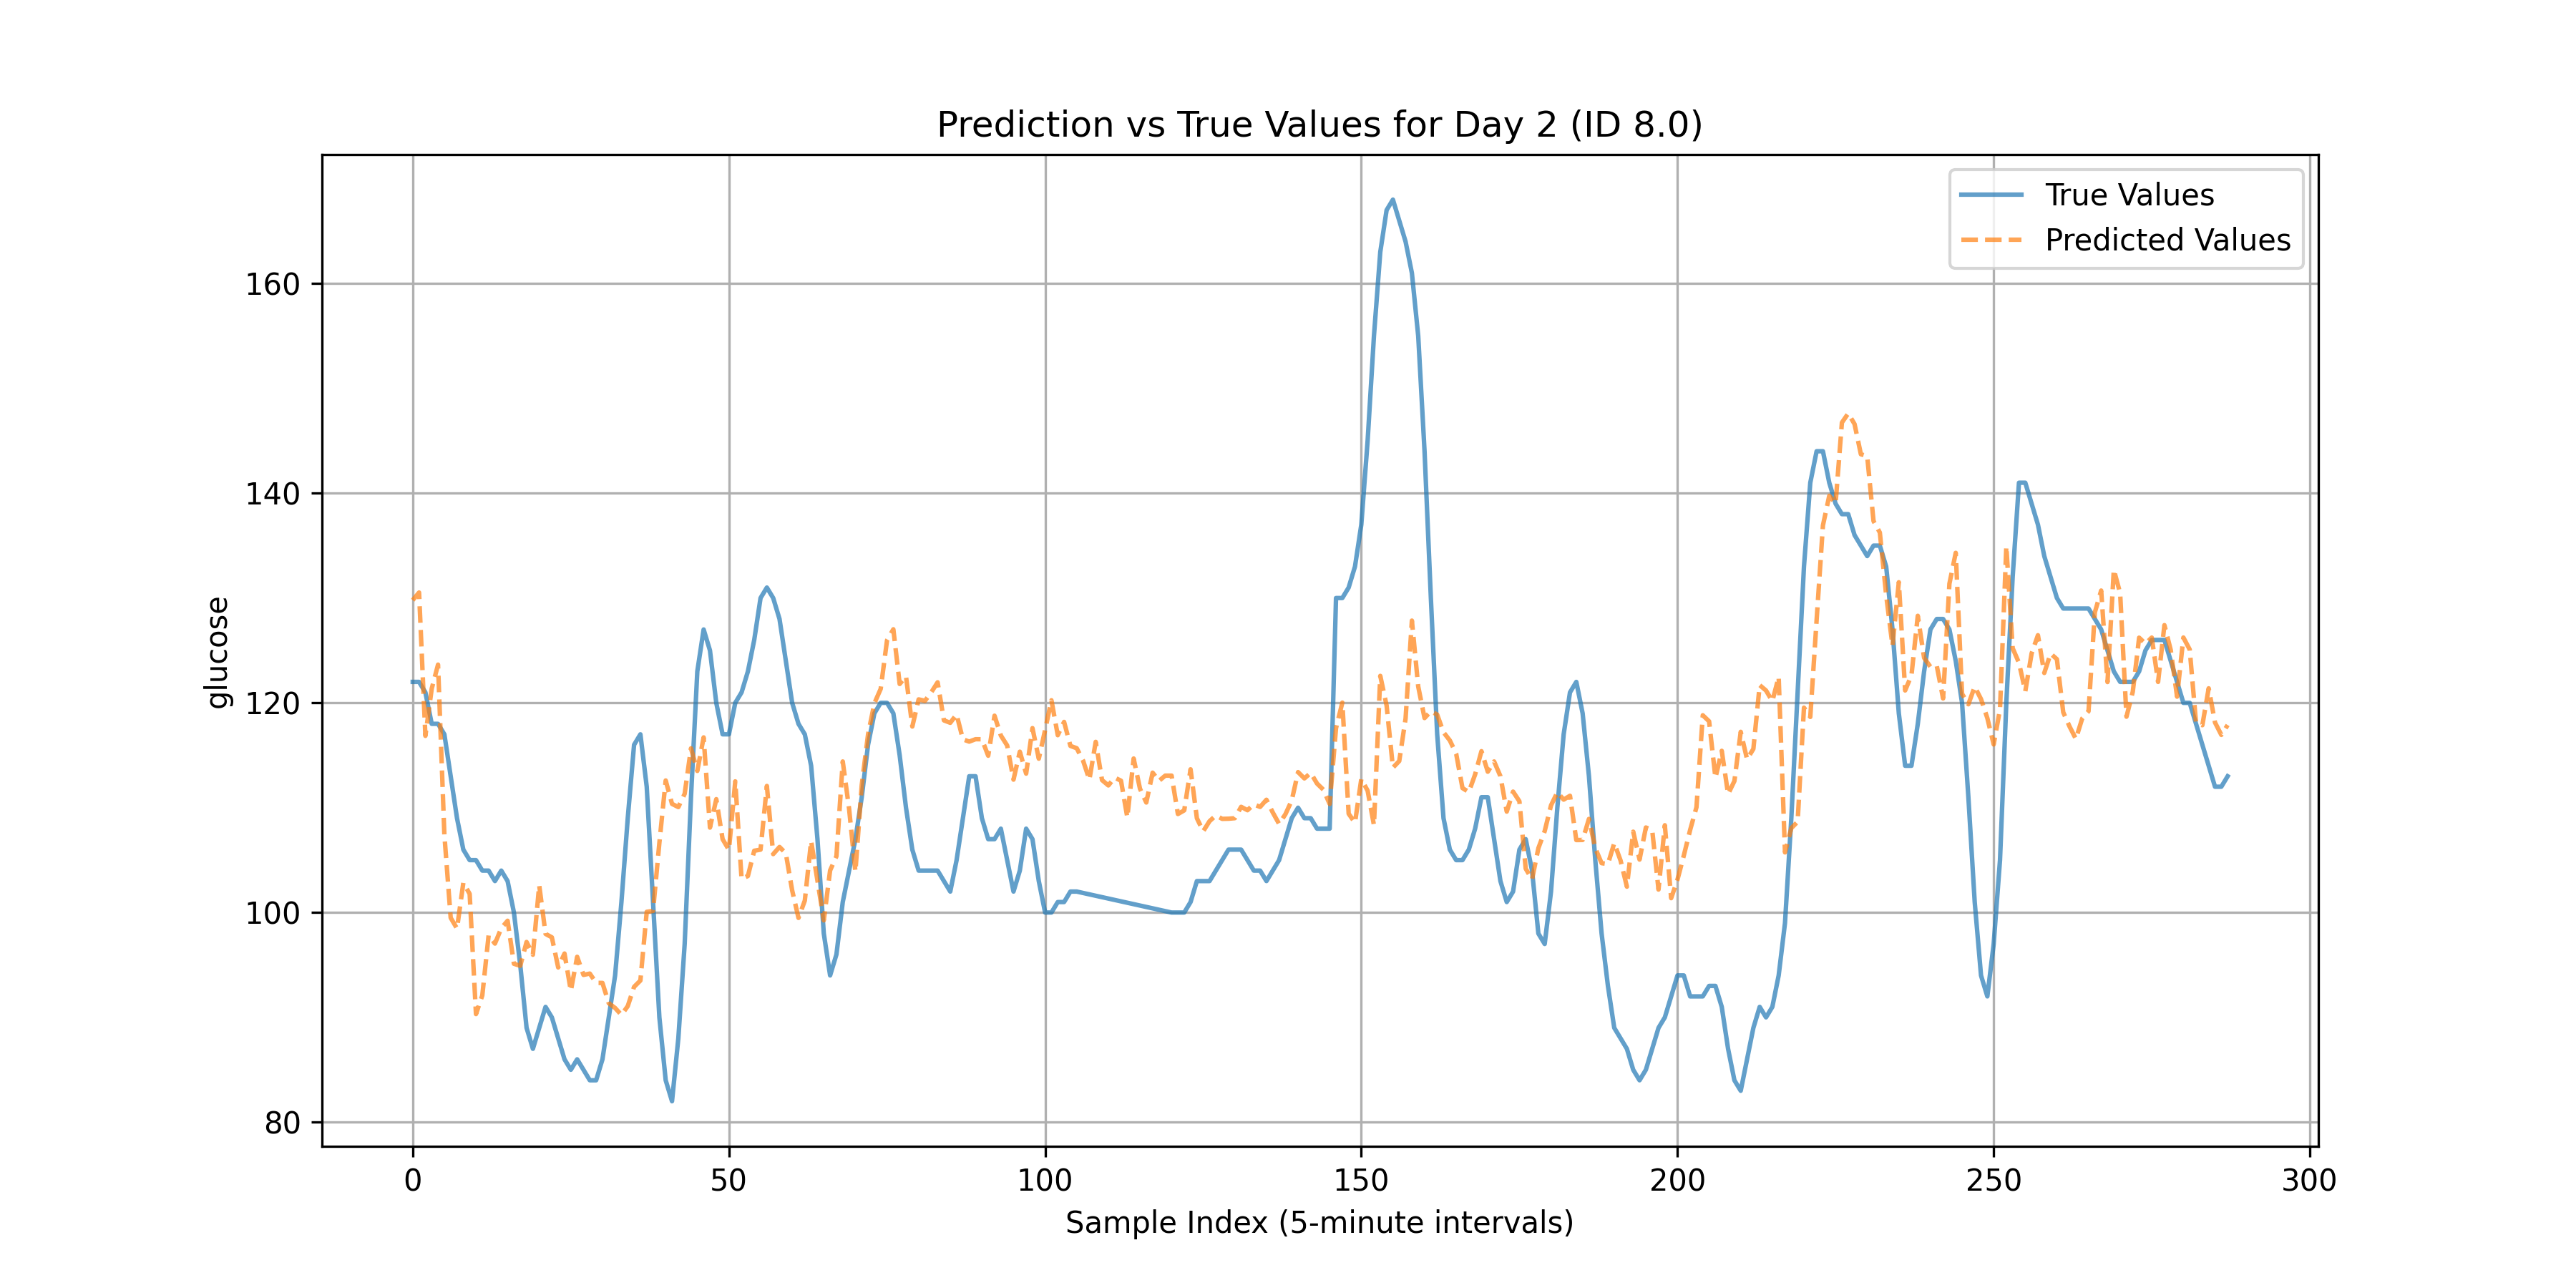 Prediction vs True Values for Day 2 (ID 8.0)
True Values
Predicted Values
glucose
160
140
120
100
80
0 50 100 150 200 250 300
Sample Index (5-minute intervals)